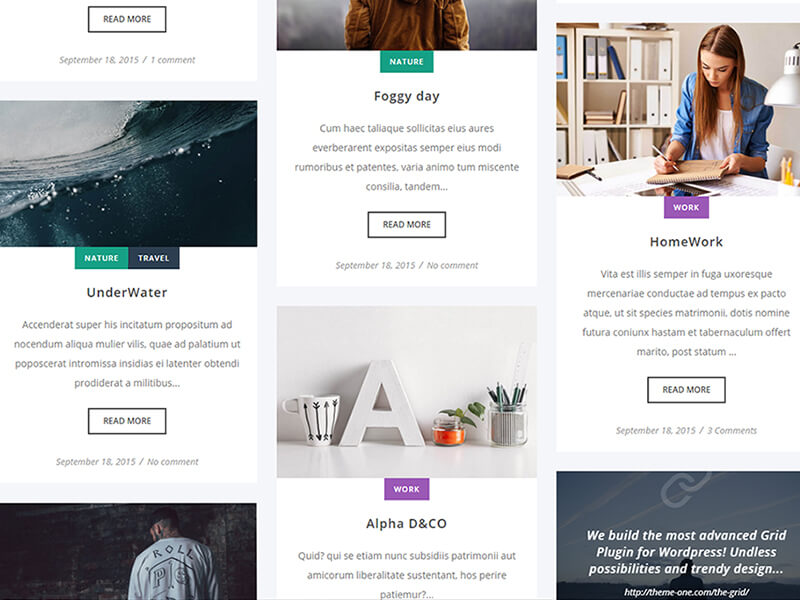 READ MORE
September 18, 2015 / 1 comment
NATURE TRAVEL
UnderWater
Accenderat super his incitatum propositum ad
nocendum aliqua mulier vilis, quae ad palatium ut
poposcerat intromissa insidias ei latenter obtendi
prodiderat a militibus...
READ MORE
September 18, 2015 / No comment
ROLL
P S
NATURE
Foggy day
Cum haec taliaque sollicitas eius aures
everberarent expositas semper eius modi
rumoribus et patentes, varia animo tum miscente
consilia, tandem...
READ MORE
September 18, 2015 / No comment
A
WORK
Alpha D&CO
Quid? qui se etiam nunc subsidiis patrimonii aut
amicorum liberalitate sustentant, hos perire
patiemur?...
WORK
HomeWork
Vita est illis semper in fuga uxoresque
mercenariae conductae ad tempus ex pacto
atque, ut sit species matrimonii, dotis nomine
futura coniunx hastam et tabernaculum offert
marito, post statum ...
READ MORE
September 18, 2015 / 3 Comments
We build the most advanced Grid
Plugin for Wordpress! Undless
possibilities and trendy design...
http://theme-one.com/the-grid/